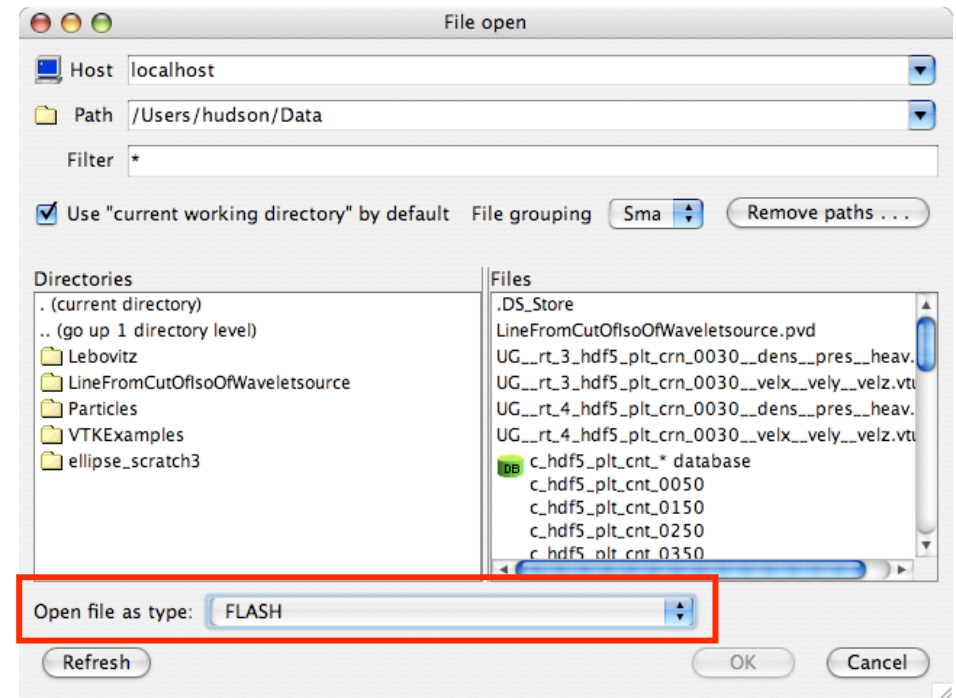 File open
Host localhost
Path /Users/hudson/Data
Filter *
Use "current working directory" by default File grouping Sma Remove paths . . .
Directories
. (current directory)
.. (go up 1 directory level)
Lebovitz
LineFromCutOfIsoOfWaveletsource
Particles
VTKExamples
ellipse_scratch3
Files
.DS_Store
LineFromCutOfIsoOfWaveletsource.pvd
UG__rt_3_hdf5_plt_crn_0030__dens__pres__heav.
UG__rt_3_hdf5_plt_crn_0030__velx__vely__velz.vtu
UG__rt_4_hdf5_plt_crn_0030__dens__pres__heav.
UG__rt_4_hdf5_plt_crn_0030__velx__vely__velz.vtu
DB c_hdf5_plt_cnt_* database
c_hdf5_plt_cnt_0050
c_hdf5_plt_cnt_0150
c_hdf5_plt_cnt_0250
c_hdf5_plt_cnt_0350
Open file as type: FLASH
Refresh OK Cancel